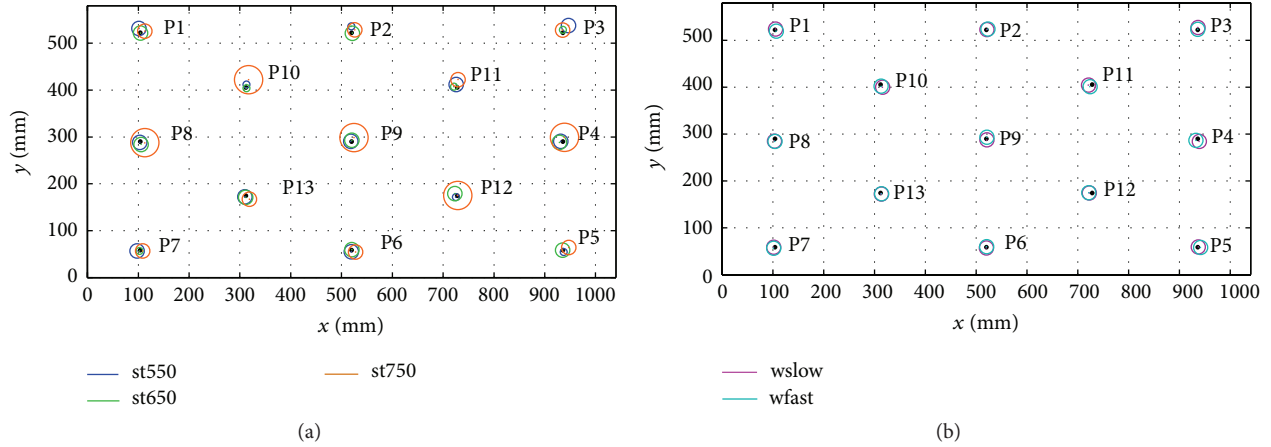 500
400
300
200
100
0
y (mm)
0 100 200 300 400 500 600 700 800 900 1000
x (mm)
P1 P2 P3
P10 P11
P8 P9 P4
P13 P12
P7 P6 P5
st550
st650
st750
(a)
500
400
300
200
100
0
y (mm)
0 100 200 300 400 500 600 700 800 900 1000
x (mm)
P1 P2 P3
P10 P11
P8 P9 P4
P13 P12
P7 P6 P5
wslow
wfast
(b)